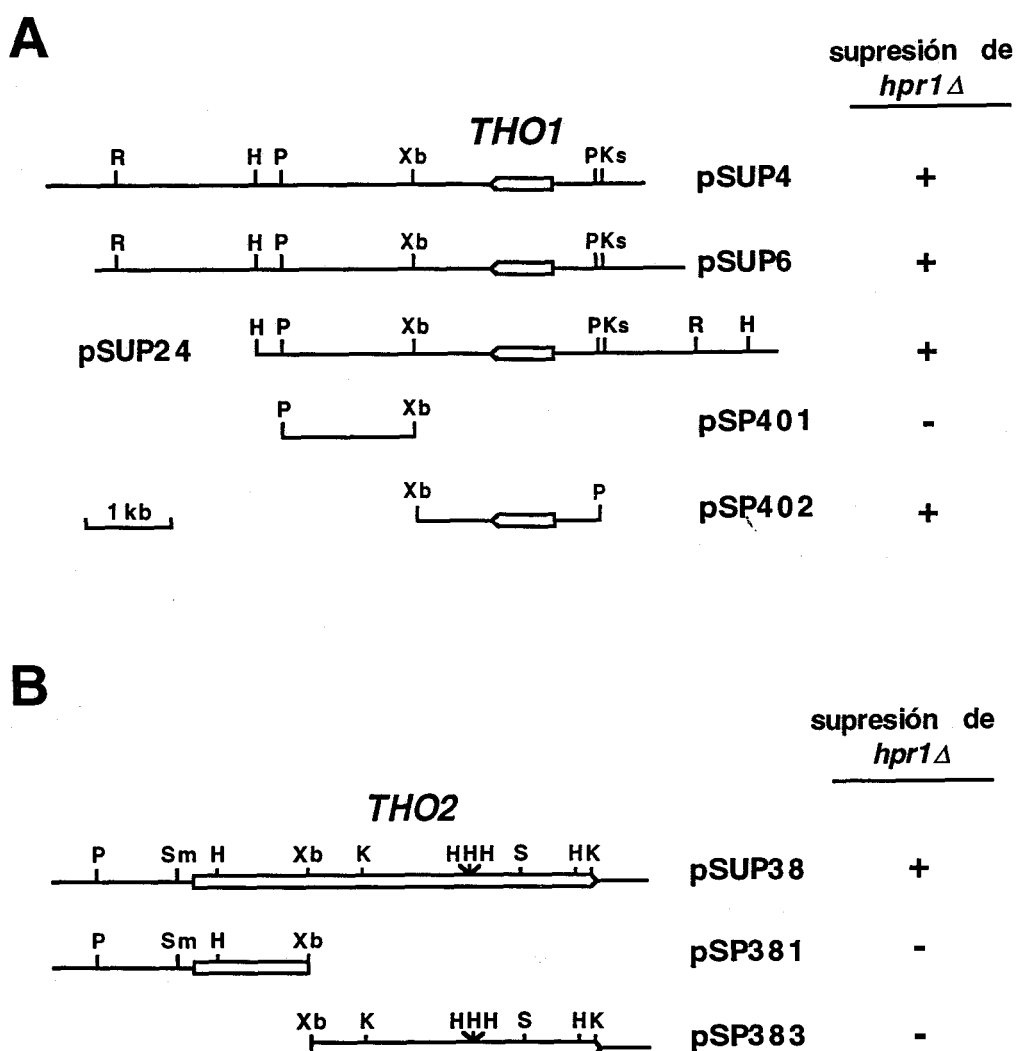 A
supresión de
hpr1Δ
THO1
R H P Xb PKs pSUP4 +
R H P Xb PKs pSUP6 +
pSUP24 H P Xb PKs R H +
P Xb pSP401 -
1 kb Xb P pSP402 +
B
supresión de
hpr1Δ
THO2
P Sm H Xb K HHH S HK pSUP38 +
P Sm H Xb pSP381 -
Xb K HHH S HK pSP383 -